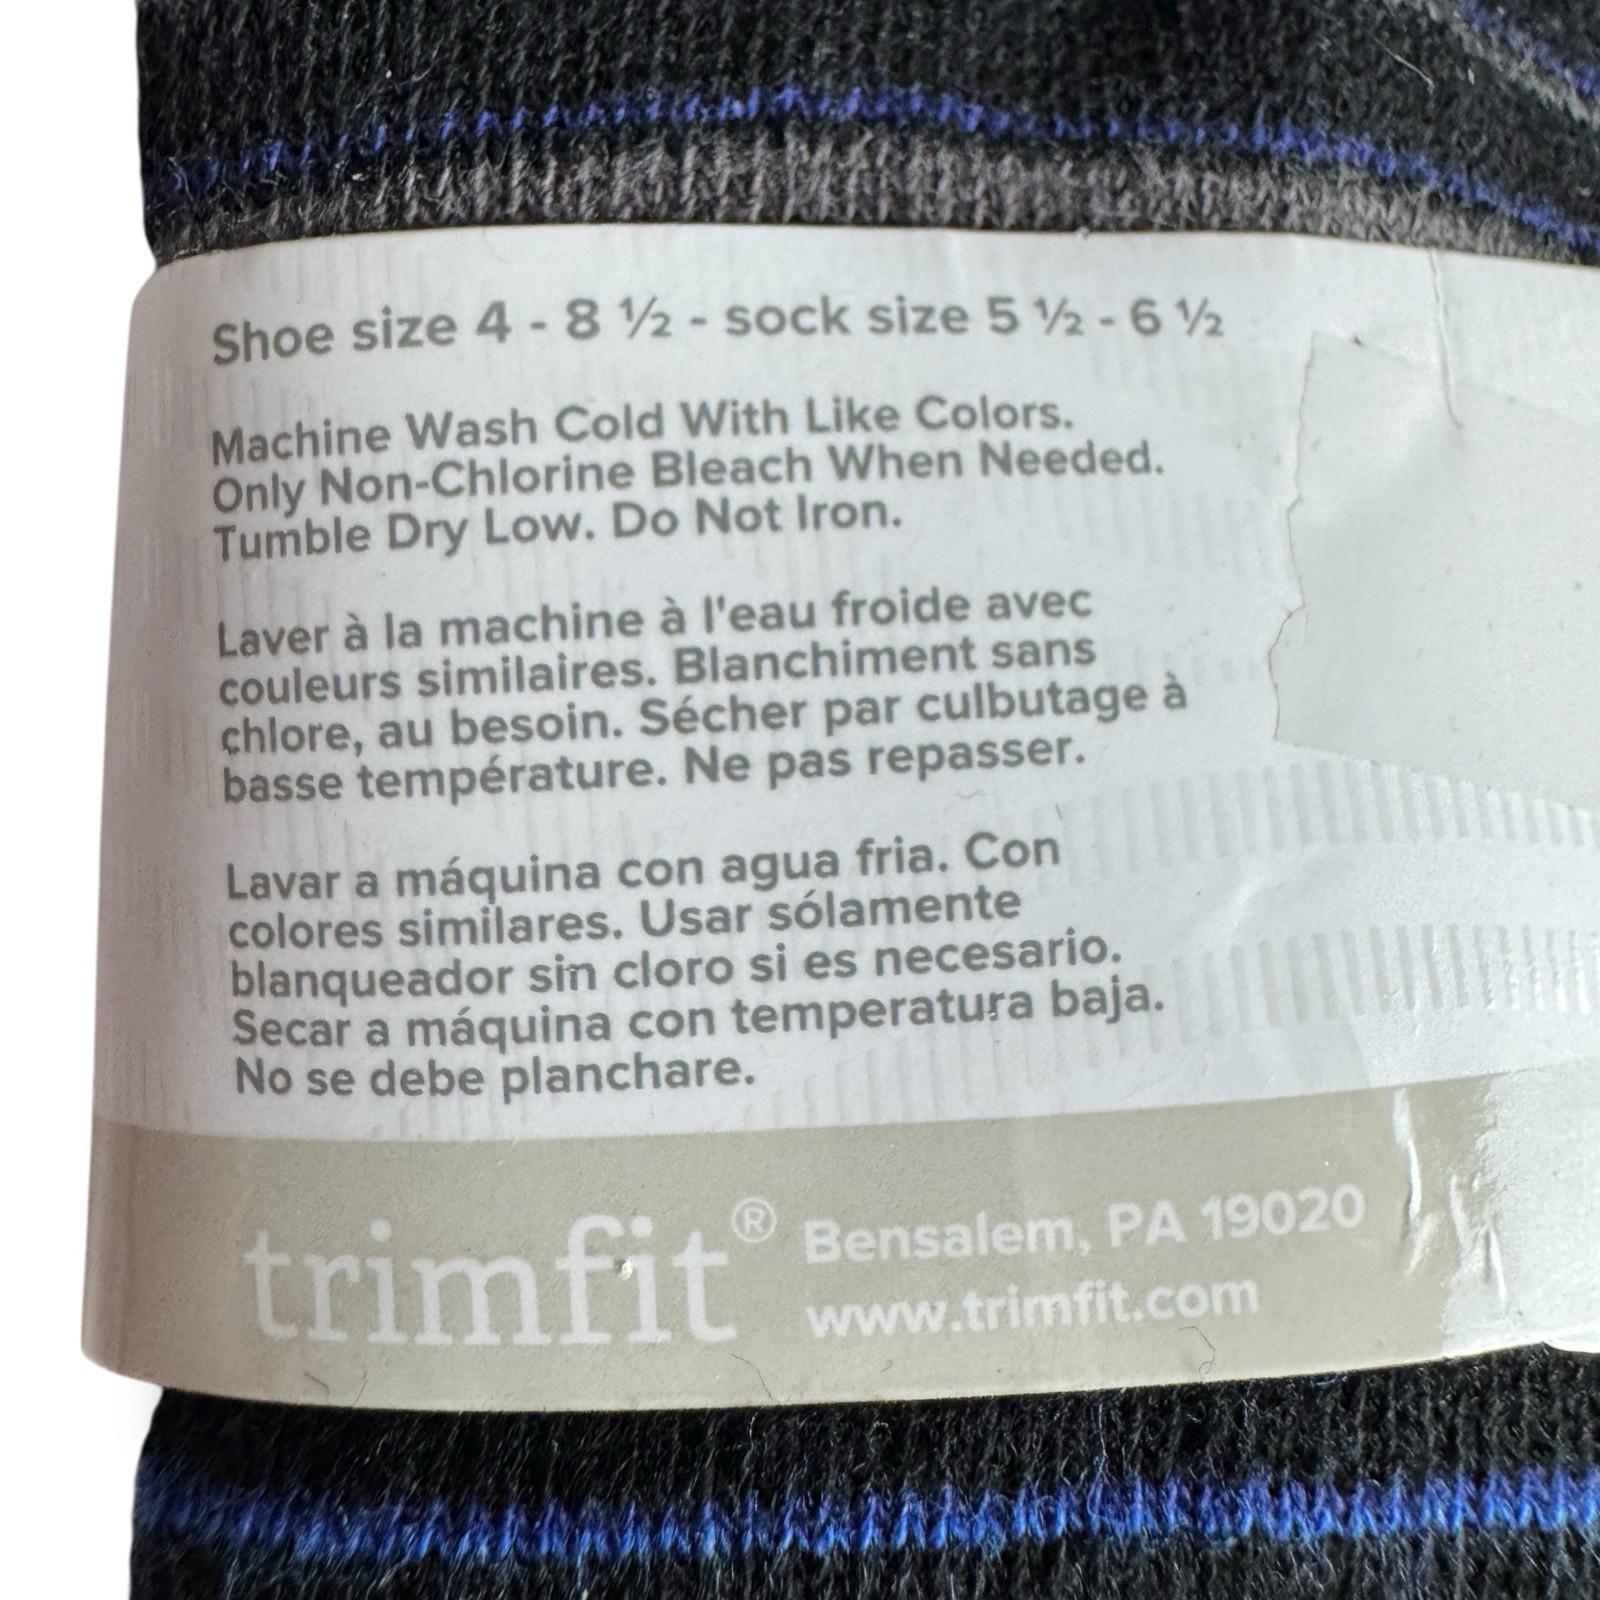 Shoe size 4 - 8 ½ - sock size 5 ½ - 6 ½
Machine Wash Cold With Like Colors.
Only Non-Chlorine Bleach When Needed.
Tumble Dry Low. Do Not Iron.
Laver à la machine à l'eau froide avec
couleurs similaires. Blanchiment sans
chlore, au besoin. Sécher par culbutage à
basse température. Ne pas repasser.
Lavar a máquina con agua fria. Con
colores similares. Usar sólamente
blanqueador sin cloro si es necesario.
Secar a máquina con temperatura baja.
No se debe planchare.
trimfit® Bensalem, PA 19020
www.trimfit.com